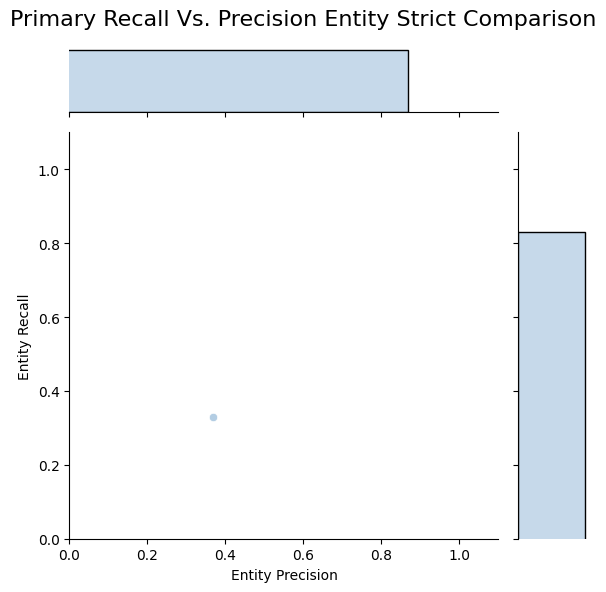 Primary Recall Vs. Precision Entity Strict Comparison
1.0
0.8
0.6
0.4
0.2
0.0
Entity Recall
0.0 0.2 0.4 0.6 0.8 1.0
Entity Precision